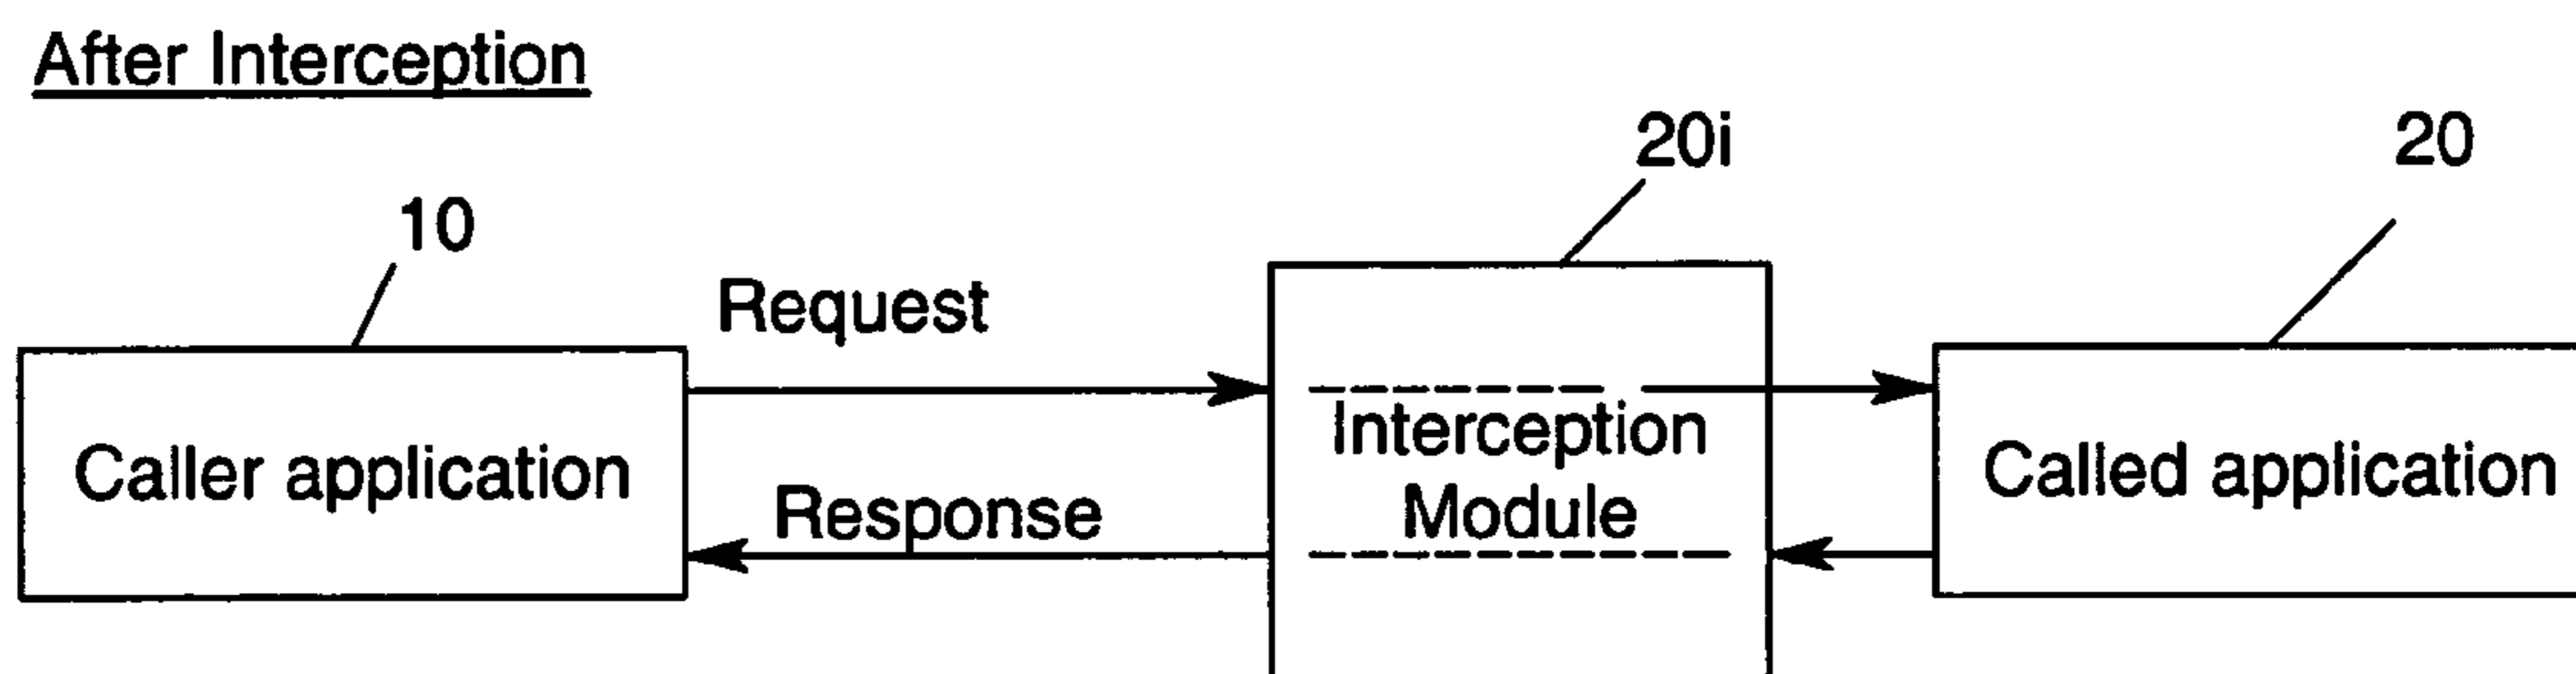 After Interception
20i
20
10
Request
Caller application
Interception
Module
Called application
Response